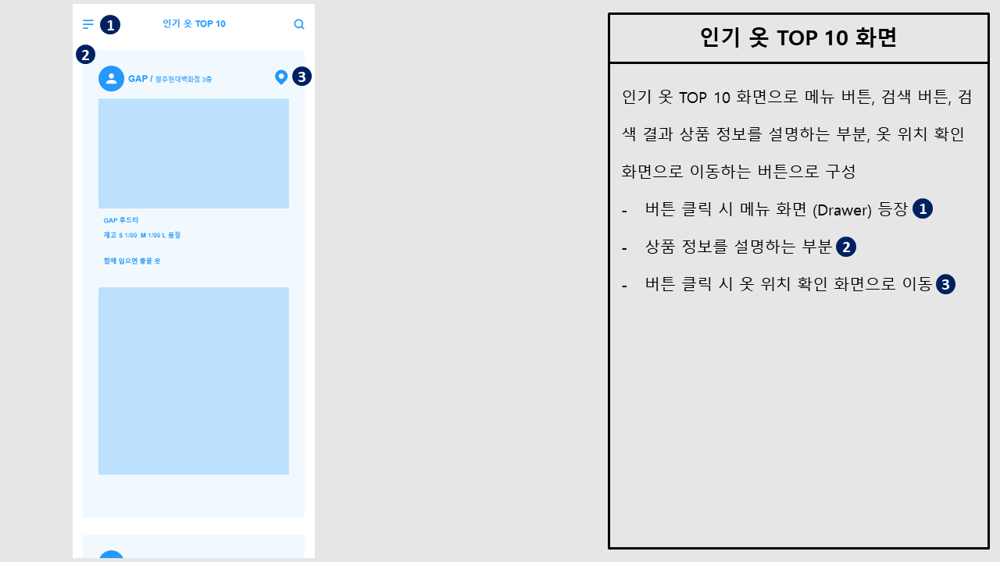 1
인기 옷 TOP 10
2
GAP / 청주현대백화점 3층
3
GAP 후드티
재고 S 1/99 M 1/99 L 품절
함께 입으면 좋을 옷
인기 옷 TOP 10 화면
인기 옷 TOP 10 화면으로 메뉴 버튼, 검색 버튼, 검
색 결과 상품 정보를 설명하는 부분, 옷 위치 확인
화면으로 이동하는 버튼으로 구성
- 버튼 클릭 시 메뉴 화면 (Drawer) 등장 1
- 상품 정보를 설명하는 부분 2
- 버튼 클릭 시 옷 위치 확인 화면으로 이동 3